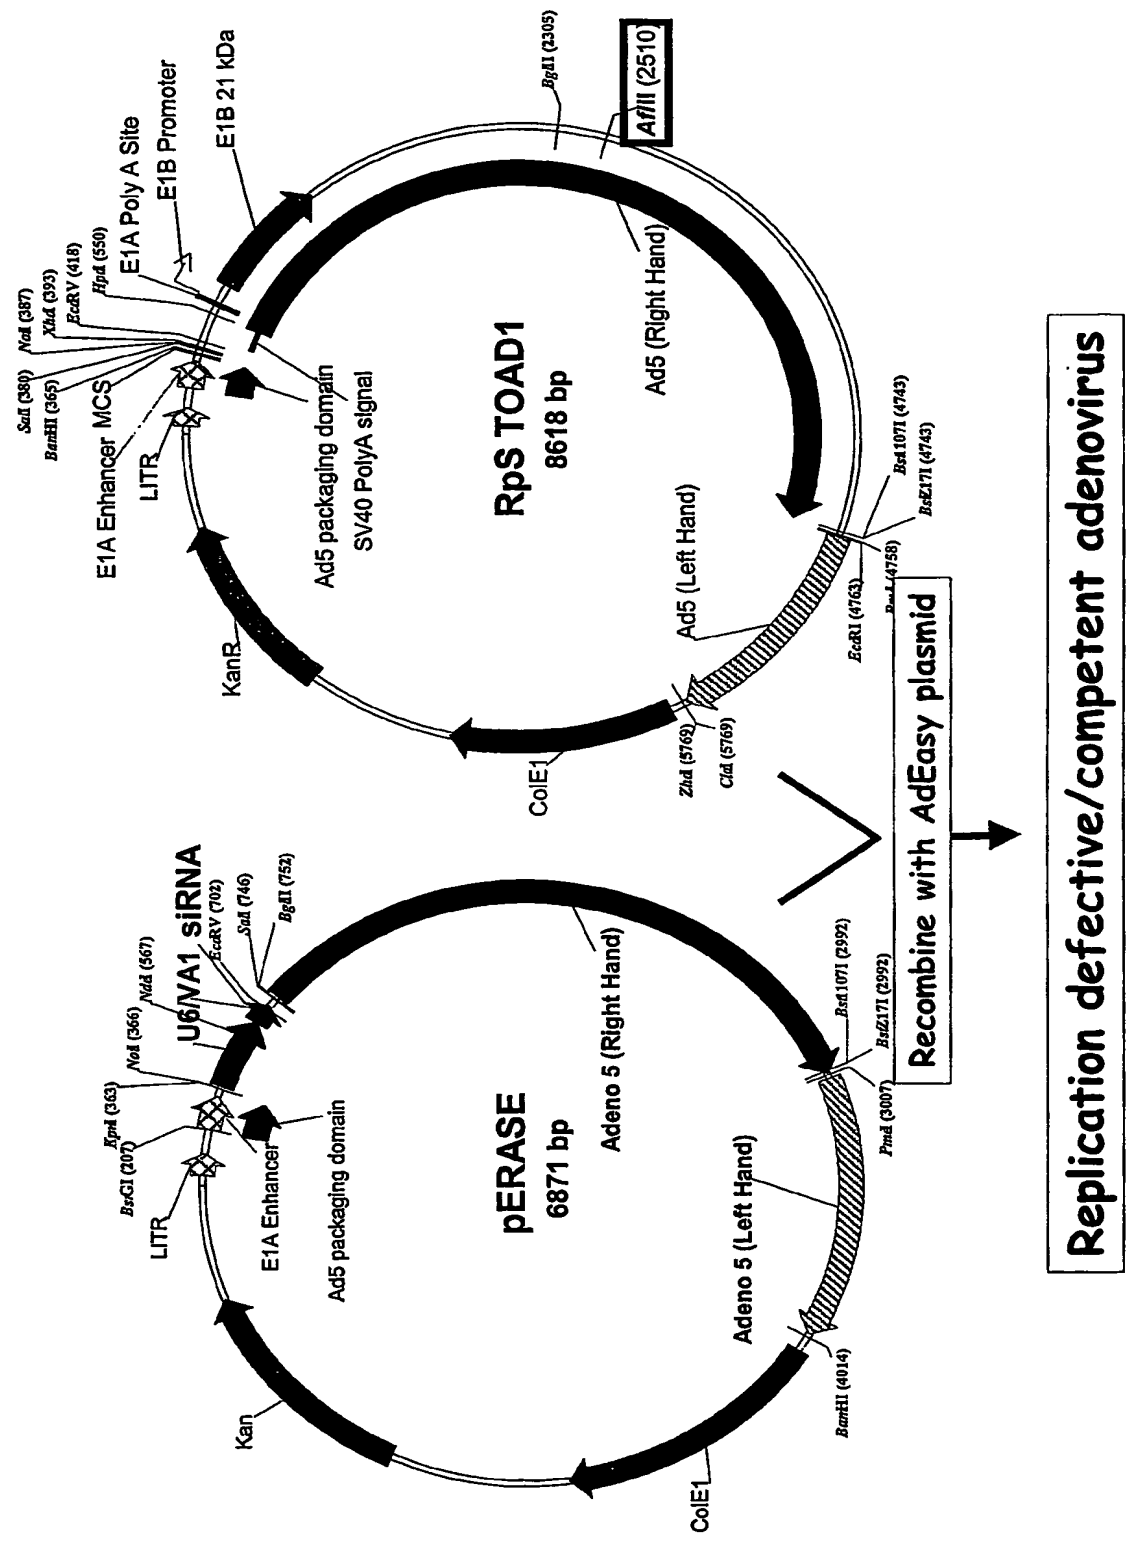 pERASE
6871 bp
LITR
BsrGI (207)
KpnI (363)
NotI (366)
NdeI (567)
U6/VA1 siRNA
EcoRV (702)
SalI (746)
BglII (752)
E1A Enhancer
Ad5 packaging domain
Kan
Adeno 5 (Right Hand)
Adeno 5 (Left Hand)
BstI107I (2992)
BstZ17I (2992)
PmeI (3007)
BamHI (4014)
ColE1
RpS TOAD1
8618 bp
SalI (380)
NotI (387)
BamHI (365)
XhoI (393)
EcoRV (418)
HpaI (550)
E1A Enhancer MCS
E1A Poly A Site
E1B Promoter
E1B 21 kDa
LITR
Ad5 packaging domain
SV40 PolyA signal
KanR
BglII (2305)
AflII (2510)
Ad5 (Right Hand)
Ad5 (Left Hand)
BstI107I (4743)
BstZ17I (4743)
(4758)
EcoRI (4763)
(5769)
ClaI (5769)
ColE1
Recombine with AdEasy plasmid
Replication defective/competent adenovirus